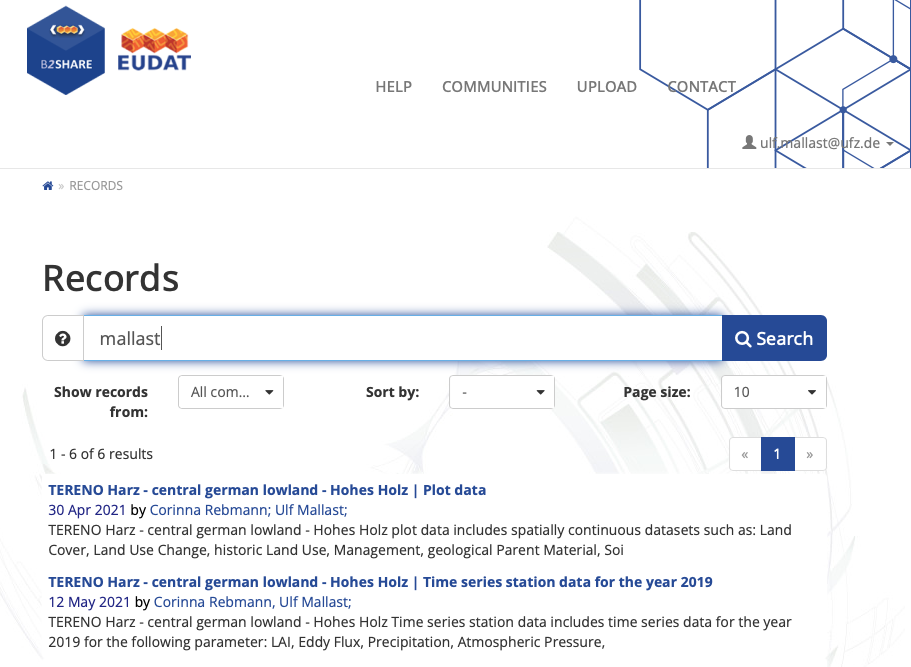 B2SHARE
EUDAT
HELP COMMUNITIES UPLOAD CONTACT
ulf.mallast@ufz.de
» RECORDS
Records
? mallast Search
Show records from: All com... Sort by: - Page size: 10
1 - 6 of 6 results « 1 »
TERENO Harz - central german lowland - Hohes Holz | Plot data
30 Apr 2021 by Corinna Rebmann; Ulf Mallast;
TERENO Harz - central german lowland - Hohes Holz plot data includes spatially continuous datasets such as: Land
Cover, Land Use Change, historic Land Use, Management, geological Parent Material, Soi
TERENO Harz - central german lowland - Hohes Holz | Time series station data for the year 2019
12 May 2021 by Corinna Rebmann, Ulf Mallast;
TERENO Harz - central german lowland - Hohes Holz Time series station data includes time series data for the year
2019 for the following parameter: LAI, Eddy Flux, Precipitation, Atmospheric Pressure,